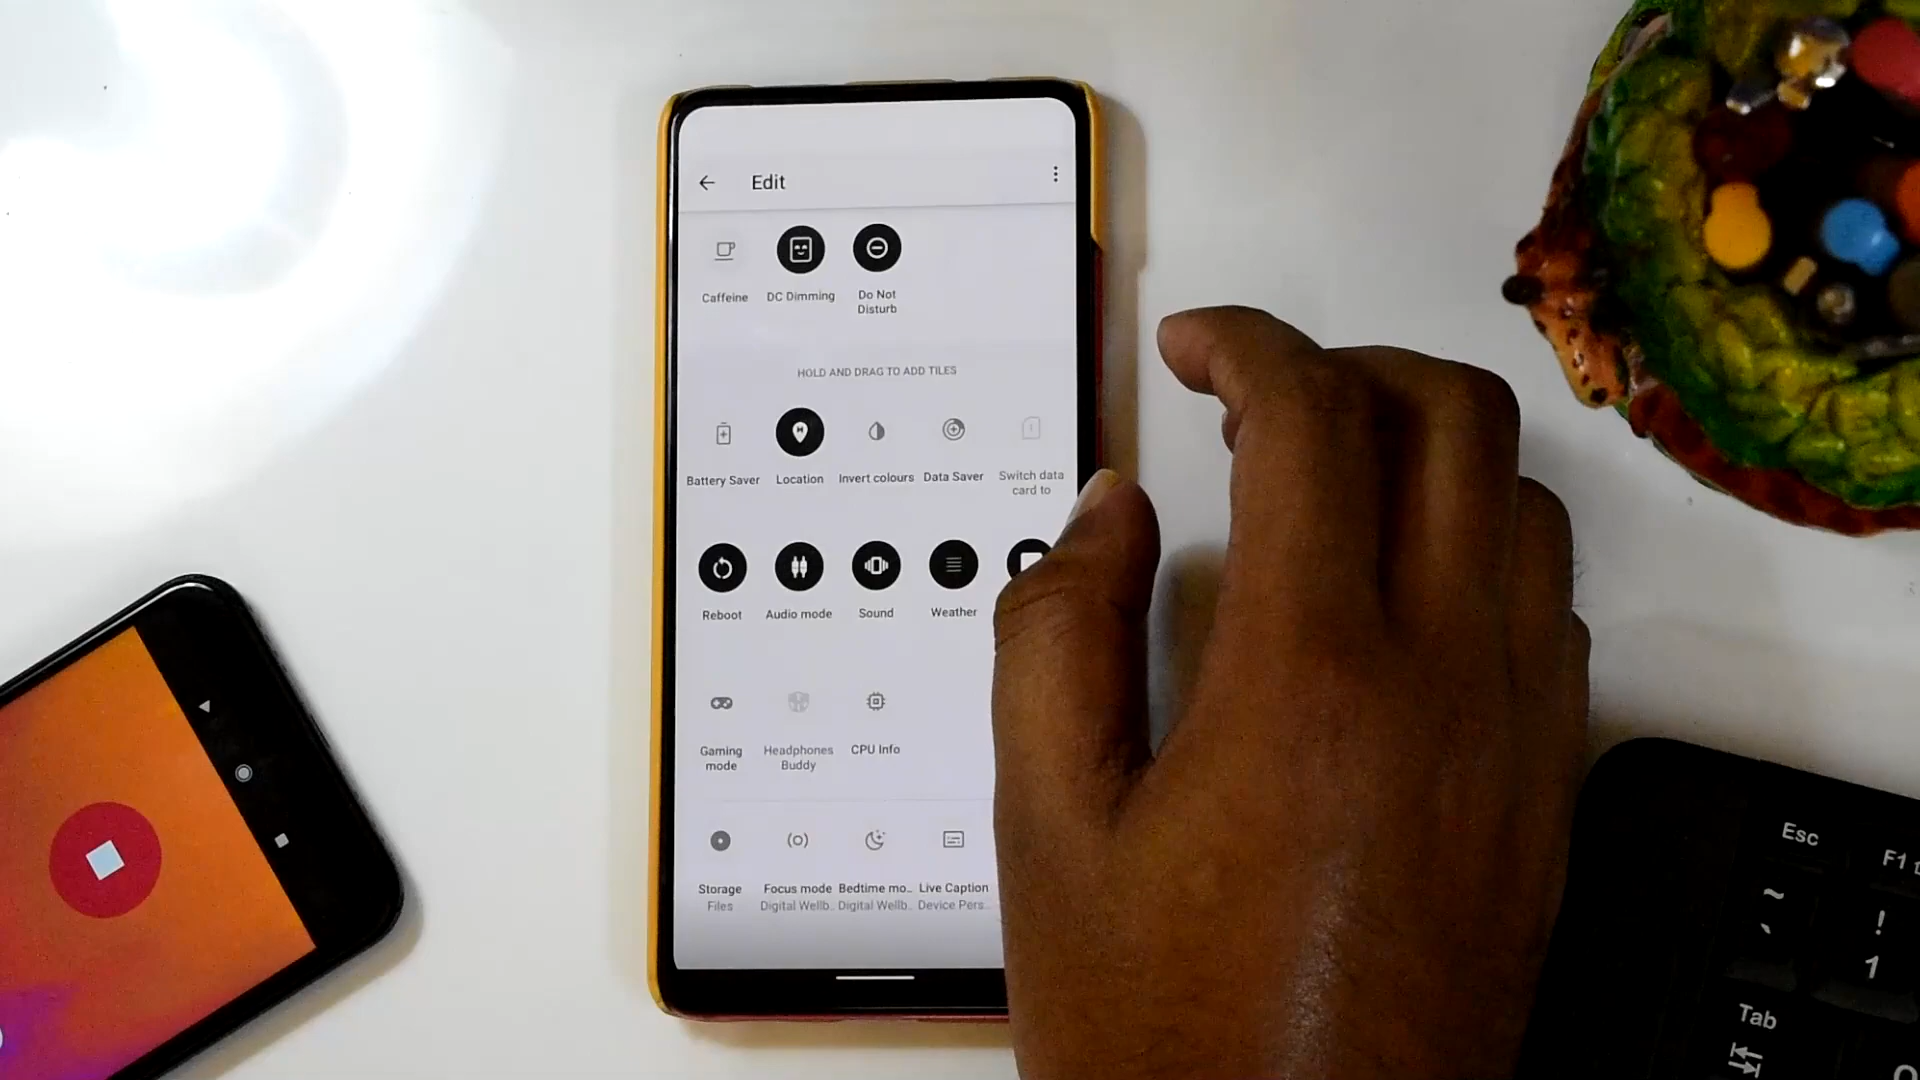 Edit
Caffeine
DC Dimming
Do Not
Disturb
HOLD AND DRAG TO ADD TILES
Battery Saver
Location
Invert colours
Data Saver
Switch data
card to
Reboot
Audio mode
Sound
Weather
Gaming
mode
Headphones
Buddy
CPU Info
Storage
Files
Focus mode
Digital Wellb..
Bedtime mo..
Digital Wellb..
Live Caption
Device Pers..
Esc
F1
~
`
!
1
Tab